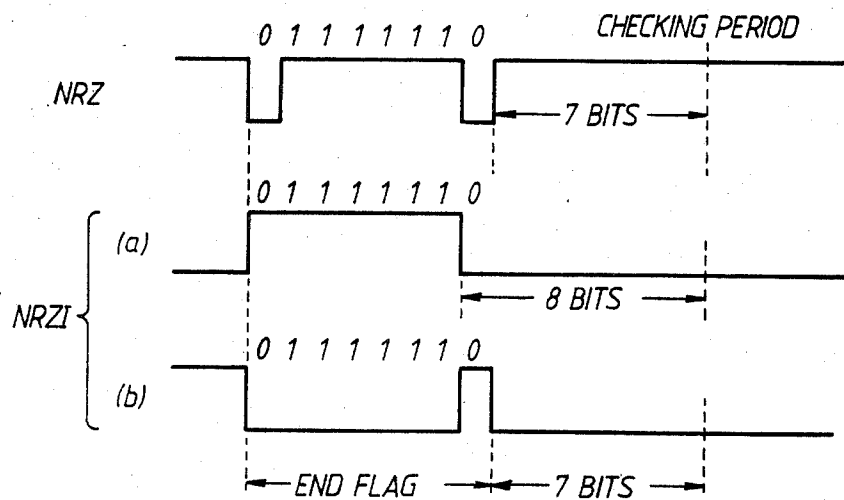 0 1 1 1 1 1 1 0
CHECKING PERIOD
NRZ
7 BITS
0 1 1 1 1 1 1 0
(a)
8 BITS
NRZI
0 1 1 1 1 1 1 0
(b)
END FLAG
7 BITS